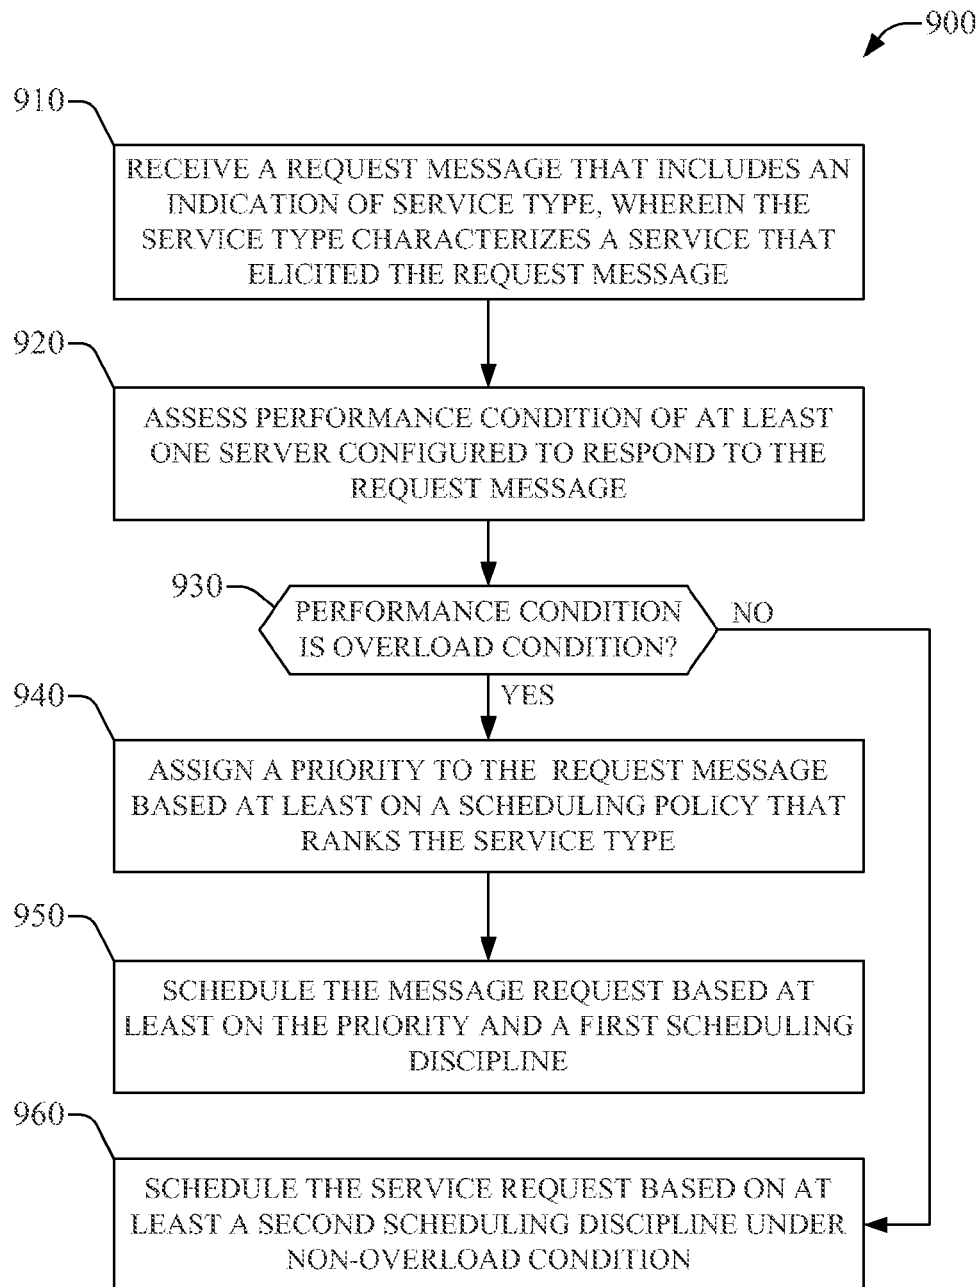 900
910
RECEIVE A REQUEST MESSAGE THAT INCLUDES AN
INDICATION OF SERVICE TYPE, WHEREIN THE
SERVICE TYPE CHARACTERIZES A SERVICE THAT
ELICITED THE REQUEST MESSAGE
920
ASSESS PERFORMANCE CONDITION OF AT LEAST
ONE SERVER CONFIGURED TO RESPOND TO THE
REQUEST MESSAGE
930
PERFORMANCE CONDITION
IS OVERLOAD CONDITION?
NO
YES
940
ASSIGN A PRIORITY TO THE REQUEST MESSAGE
BASED AT LEAST ON A SCHEDULING POLICY THAT
RANKS THE SERVICE TYPE
950
SCHEDULE THE MESSAGE REQUEST BASED AT
LEAST ON THE PRIORITY AND A FIRST SCHEDULING
DISCIPLINE
960
SCHEDULE THE SERVICE REQUEST BASED ON AT
LEAST A SECOND SCHEDULING DISCIPLINE UNDER
NON-OVERLOAD CONDITION